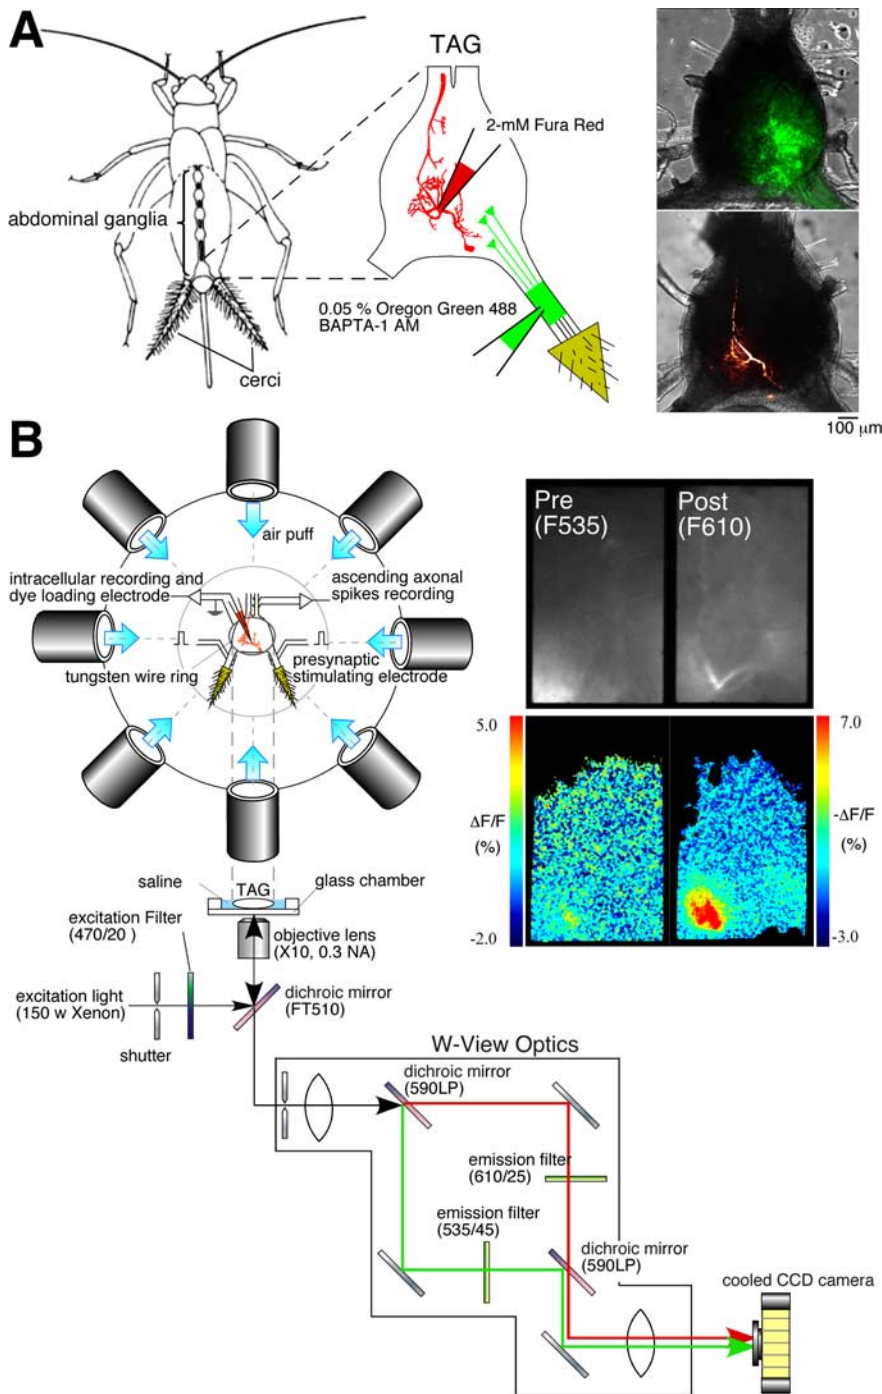 A
TAG
2-mM Fura Red
abdominal ganglia
0.05 % Oregon Green 488
BAPTA-1 AM
cerci
100 µm
B
air puff
intracellular recording and
dye loading electrode
ascending axonal
spikes recording
tungsten wire ring
presynaptic
stimulating electrode
Pre
(F535)
Post
(F610)
5.0
ΔF/F
(%)
-2.0
7.0
-ΔF/F
(%)
-3.0
saline
TAG
glass chamber
excitation Filter
(470/20 )
objective lens
(X10, 0.3 NA)
excitation light
(150 w Xenon)
dichroic mirror
(FT510)
shutter
W-View Optics
dichroic mirror
(590LP)
emission filter
(610/25)
emission filter
(535/45)
dichroic mirror
(590LP)
cooled CCD camera